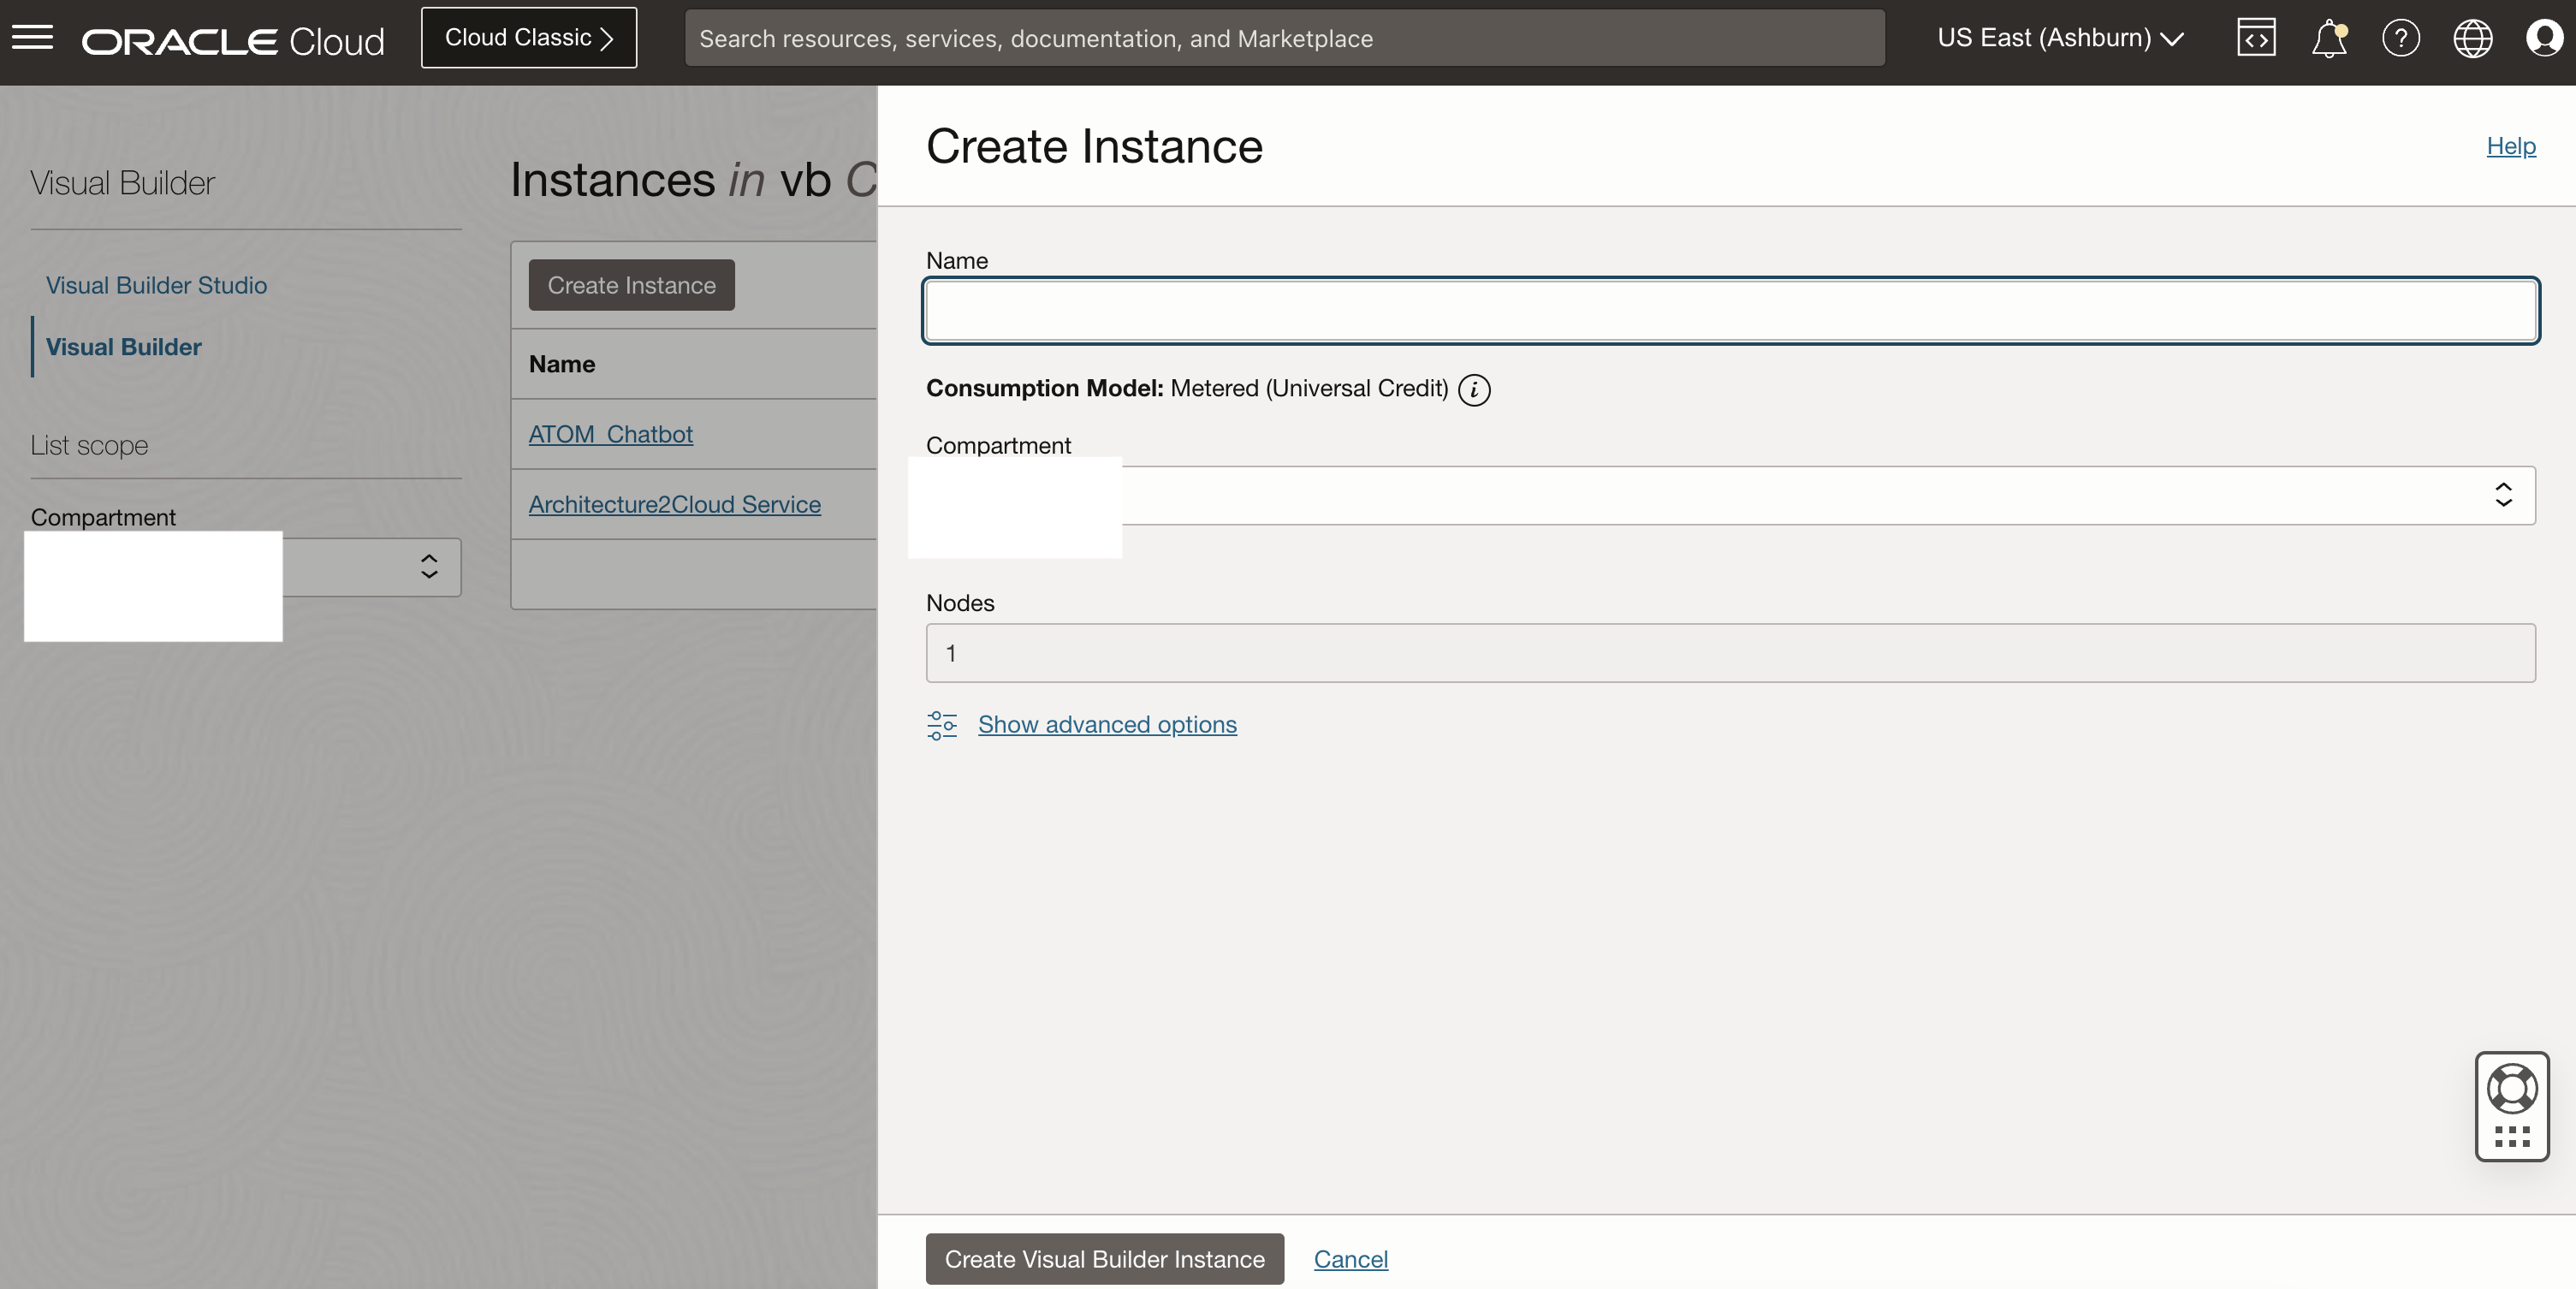 ORACLE Cloud
Cloud Classic
Search resources, services, documentation, and Marketplace
US East (Ashburn)
Visual Builder
Visual Builder Studio
Visual Builder
List scope
Compartment
Instances in vb C
Create Instance
Name
ATOM_Chatbot
Architecture2Cloud Service
Create Instance
Help
Name
Consumption Model: Metered (Universal Credit)
Compartment
Nodes
1
Show advanced options
Create Visual Builder Instance
Cancel